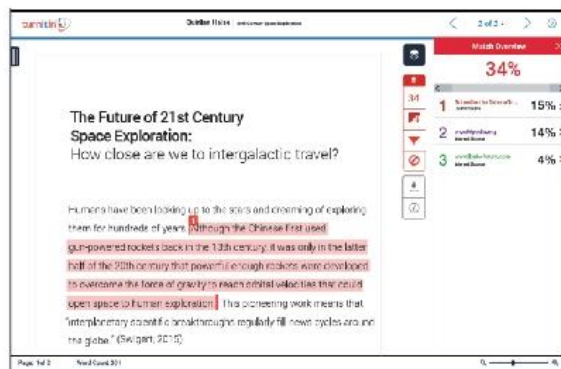 turnitin
2 of 2
Match Overview
34%
34
1 15%
2 14%
3 4%
The Future of 21st Century
Space Exploration:
How close are we to intergalactic travel?
Humans have been looking up to the stars and dreaming of exploring
them for hundreds of years. 1 Although the Chinese first used
gun-powered rockets back in the 13th century, it was only in the latter
half of the 20th century that powerful enough rockets were developed
to overcome the force of gravity to reach orbital velocities that could
open space to human exploration. This pioneering work means that
"interplanetary scientific breakthroughs regularly fill news cycles around
the globe." (Swigert, 2015)
Page: 1 of 2 Word Count: